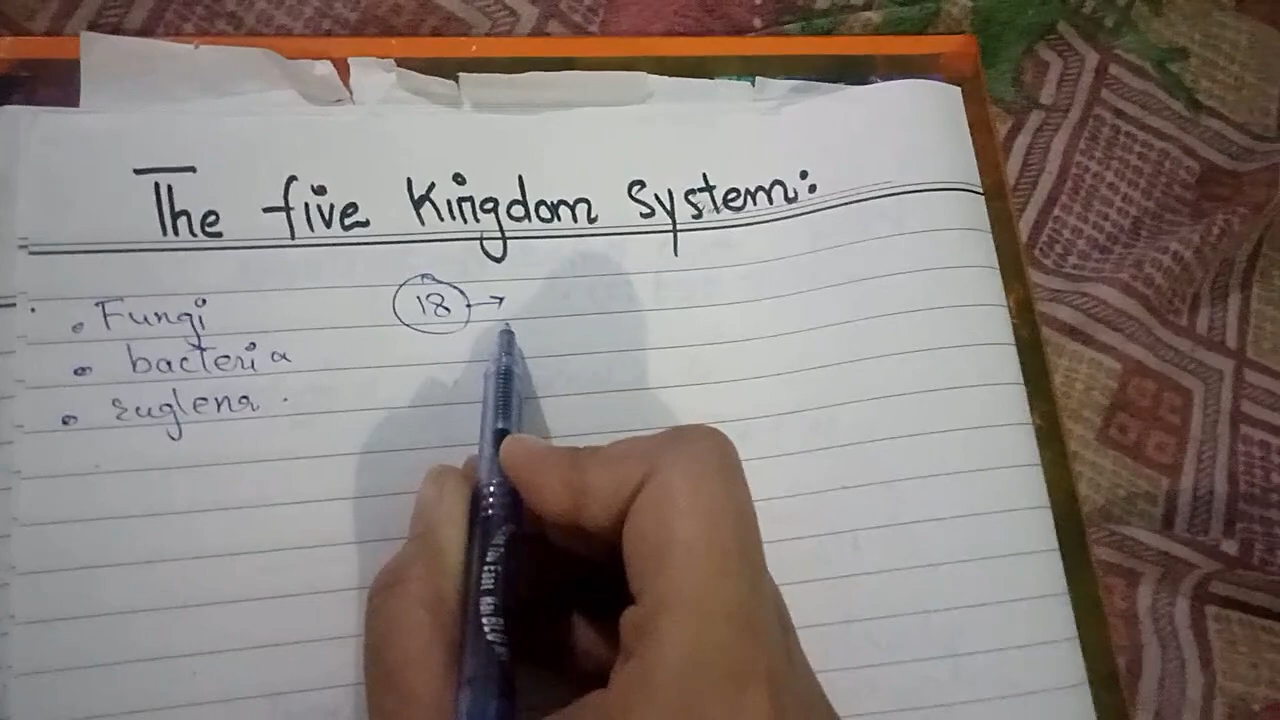 The five Kingdom System:
• Fungi
18 →
• bacteria
• euglena.